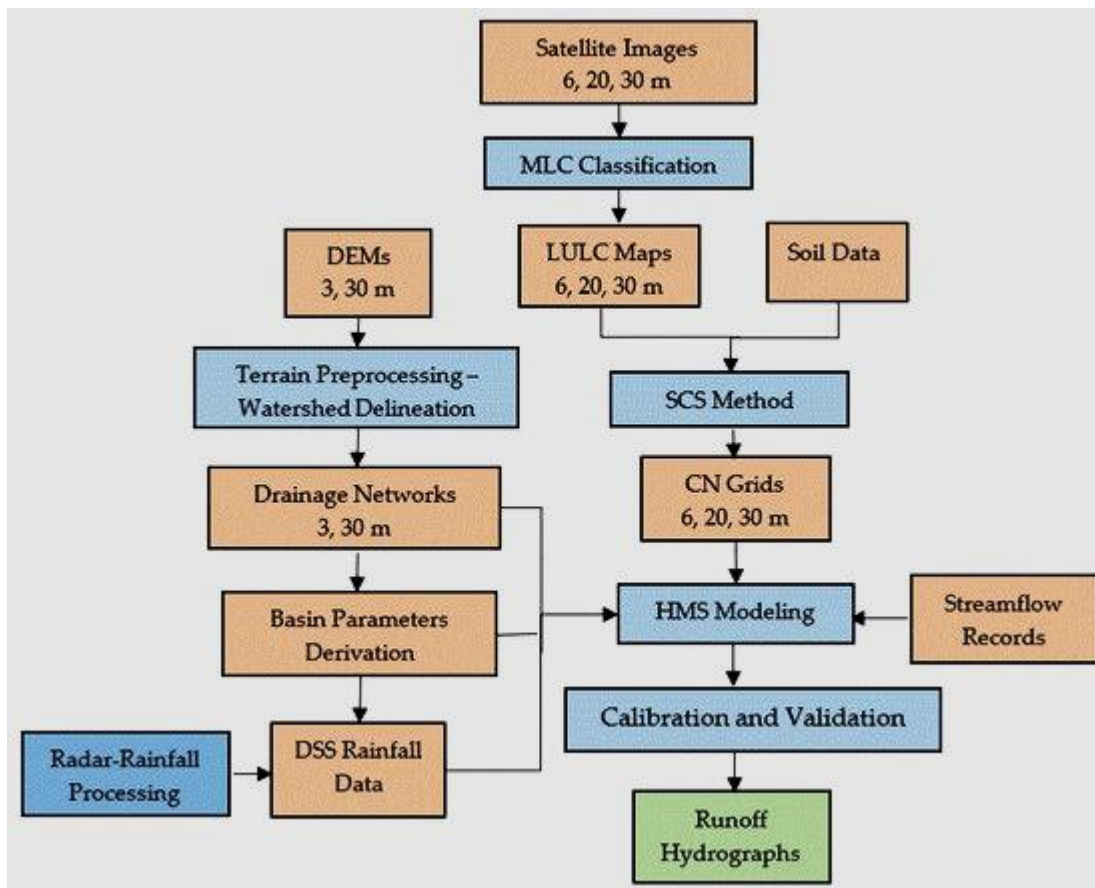 Satellite Images
6, 20, 30 m
MLC Classification
DEMs
3, 30 m
LULC Maps
6, 20, 30 m
Soil Data
Terrain Preprocessing –
Watershed Delineation
SCS Method
Drainage Networks
3, 30 m
CN Grids
6, 20, 30 m
Basin Parameters
Derivation
HMS Modeling
Streamflow
Records
Calibration and Validation
Radar-Rainfall
Processing
DSS Rainfall
Data
Runoff
Hydrographs